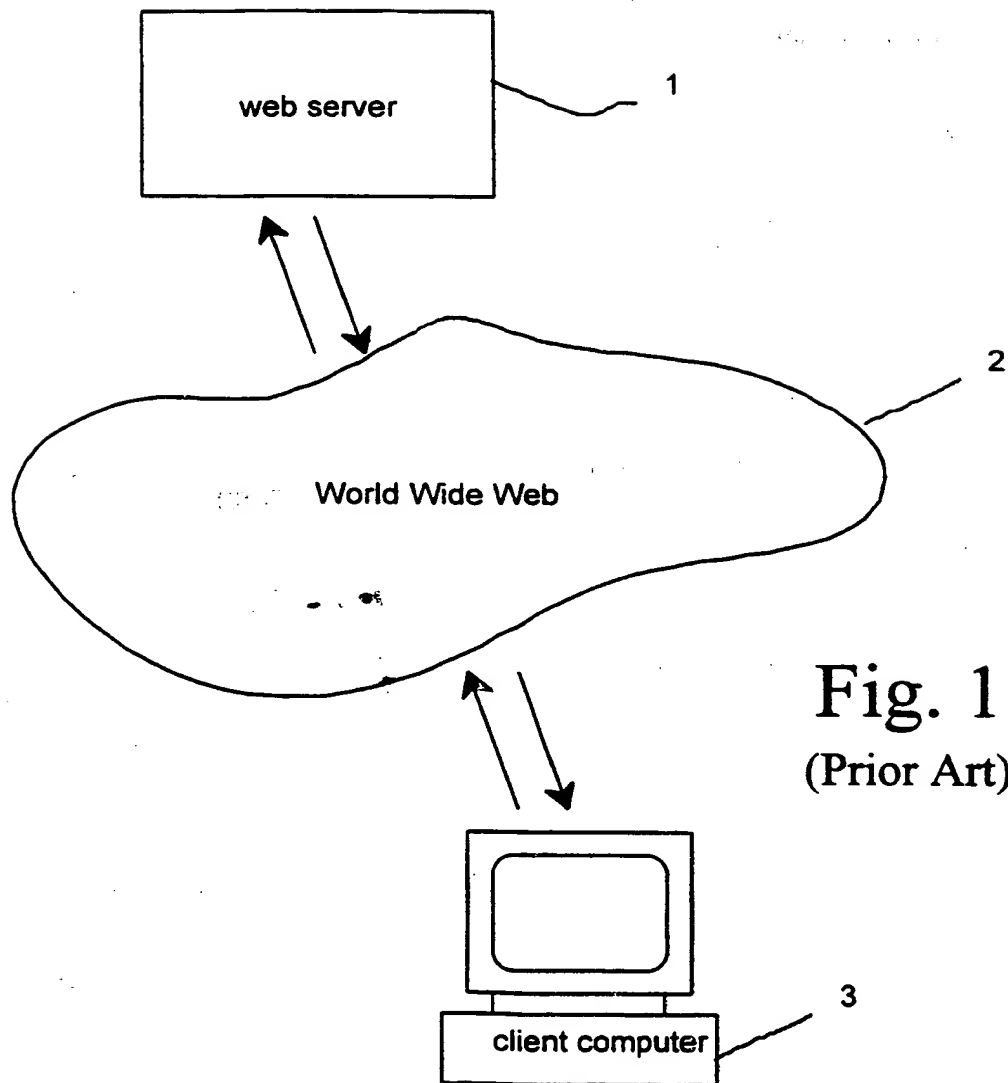 web server
1
2
World Wide Web
Fig. 1
(Prior Art)
3
client computer